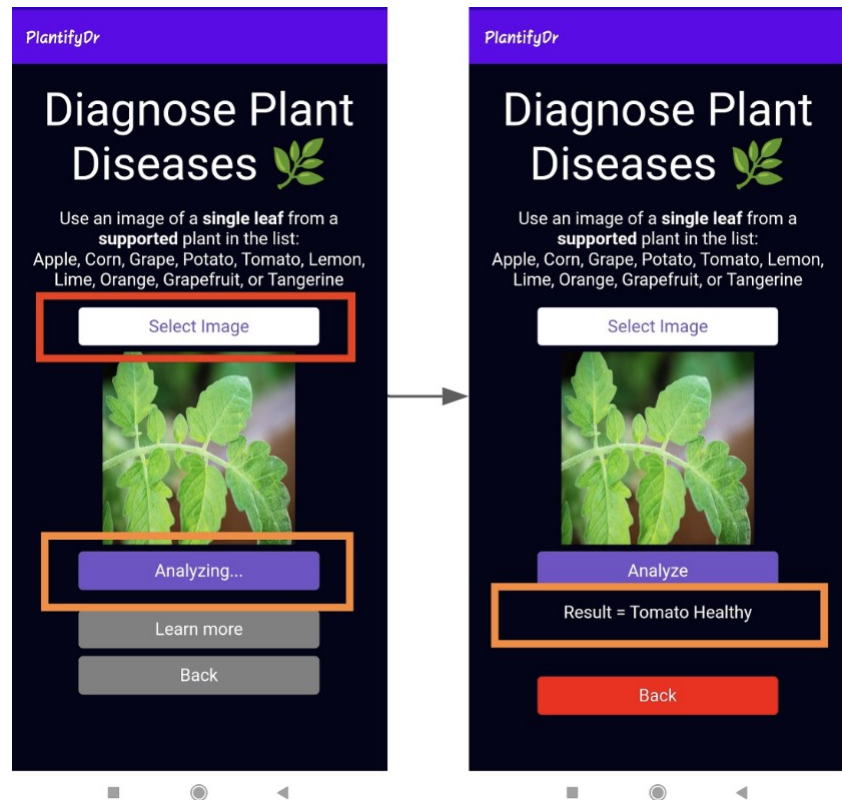 PlantifyDr
Diagnose Plant
Diseases 🌿
Use an image of a single leaf from a
supported plant in the list:
Apple, Corn, Grape, Potato, Tomato, Lemon,
Lime, Orange, Grapefruit, or Tangerine
Select Image
Analyzing...
Learn more
Back
PlantifyDr
Diagnose Plant
Diseases 🌿
Use an image of a single leaf from a
supported plant in the list:
Apple, Corn, Grape, Potato, Tomato, Lemon,
Lime, Orange, Grapefruit, or Tangerine
Select Image
Analyze
Result = Tomato Healthy
Back